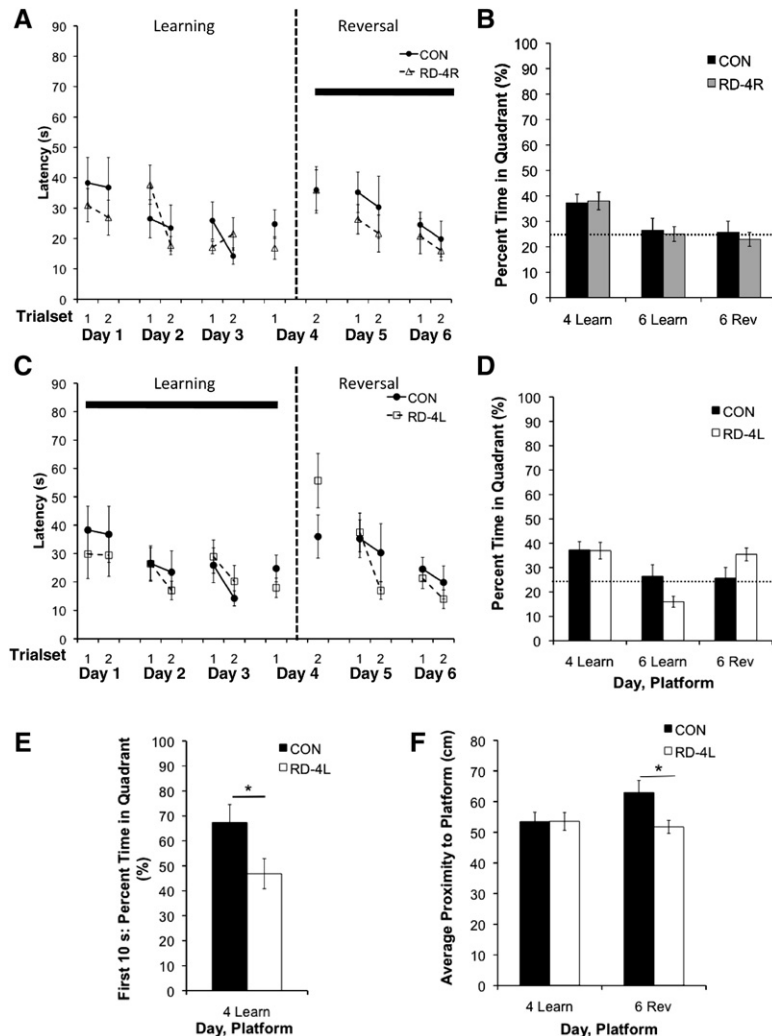 A
Learning
Reversal
CON
RD-4R
Latency (s)
90
80
70
60
50
40
30
20
10
0
Trialset 1 2 1 2 1 2 1 2 1 2 1 2
Day 1 Day 2 Day 3 Day 4 Day 5 Day 6
B
CON
RD-4R
Percent Time in Quadrant (%)
100
90
80
70
60
50
40
30
20
10
0
4 Learn 6 Learn 6 Rev
C
Learning
Reversal
CON
RD-4L
Latency (s)
90
80
70
60
50
40
30
20
10
0
Trialset 1 2 1 2 1 2 1 2 1 2 1 2
Day 1 Day 2 Day 3 Day 4 Day 5 Day 6
D
CON
RD-4L
Percent Time in Quadrant (%)
100
90
80
70
60
50
40
30
20
10
0
4 Learn 6 Learn 6 Rev
Day, Platform
E
CON
RD-4L
*
First 10 s: Percent Time in Quadrant
(%)
100
90
80
70
60
50
40
30
20
10
0
4 Learn
Day, Platform
F
CON
RD-4L
*
Average Proximity to Platform (cm)
80
70
60
50
40
30
20
10
0
4 Learn 6 Rev
Day, Platform